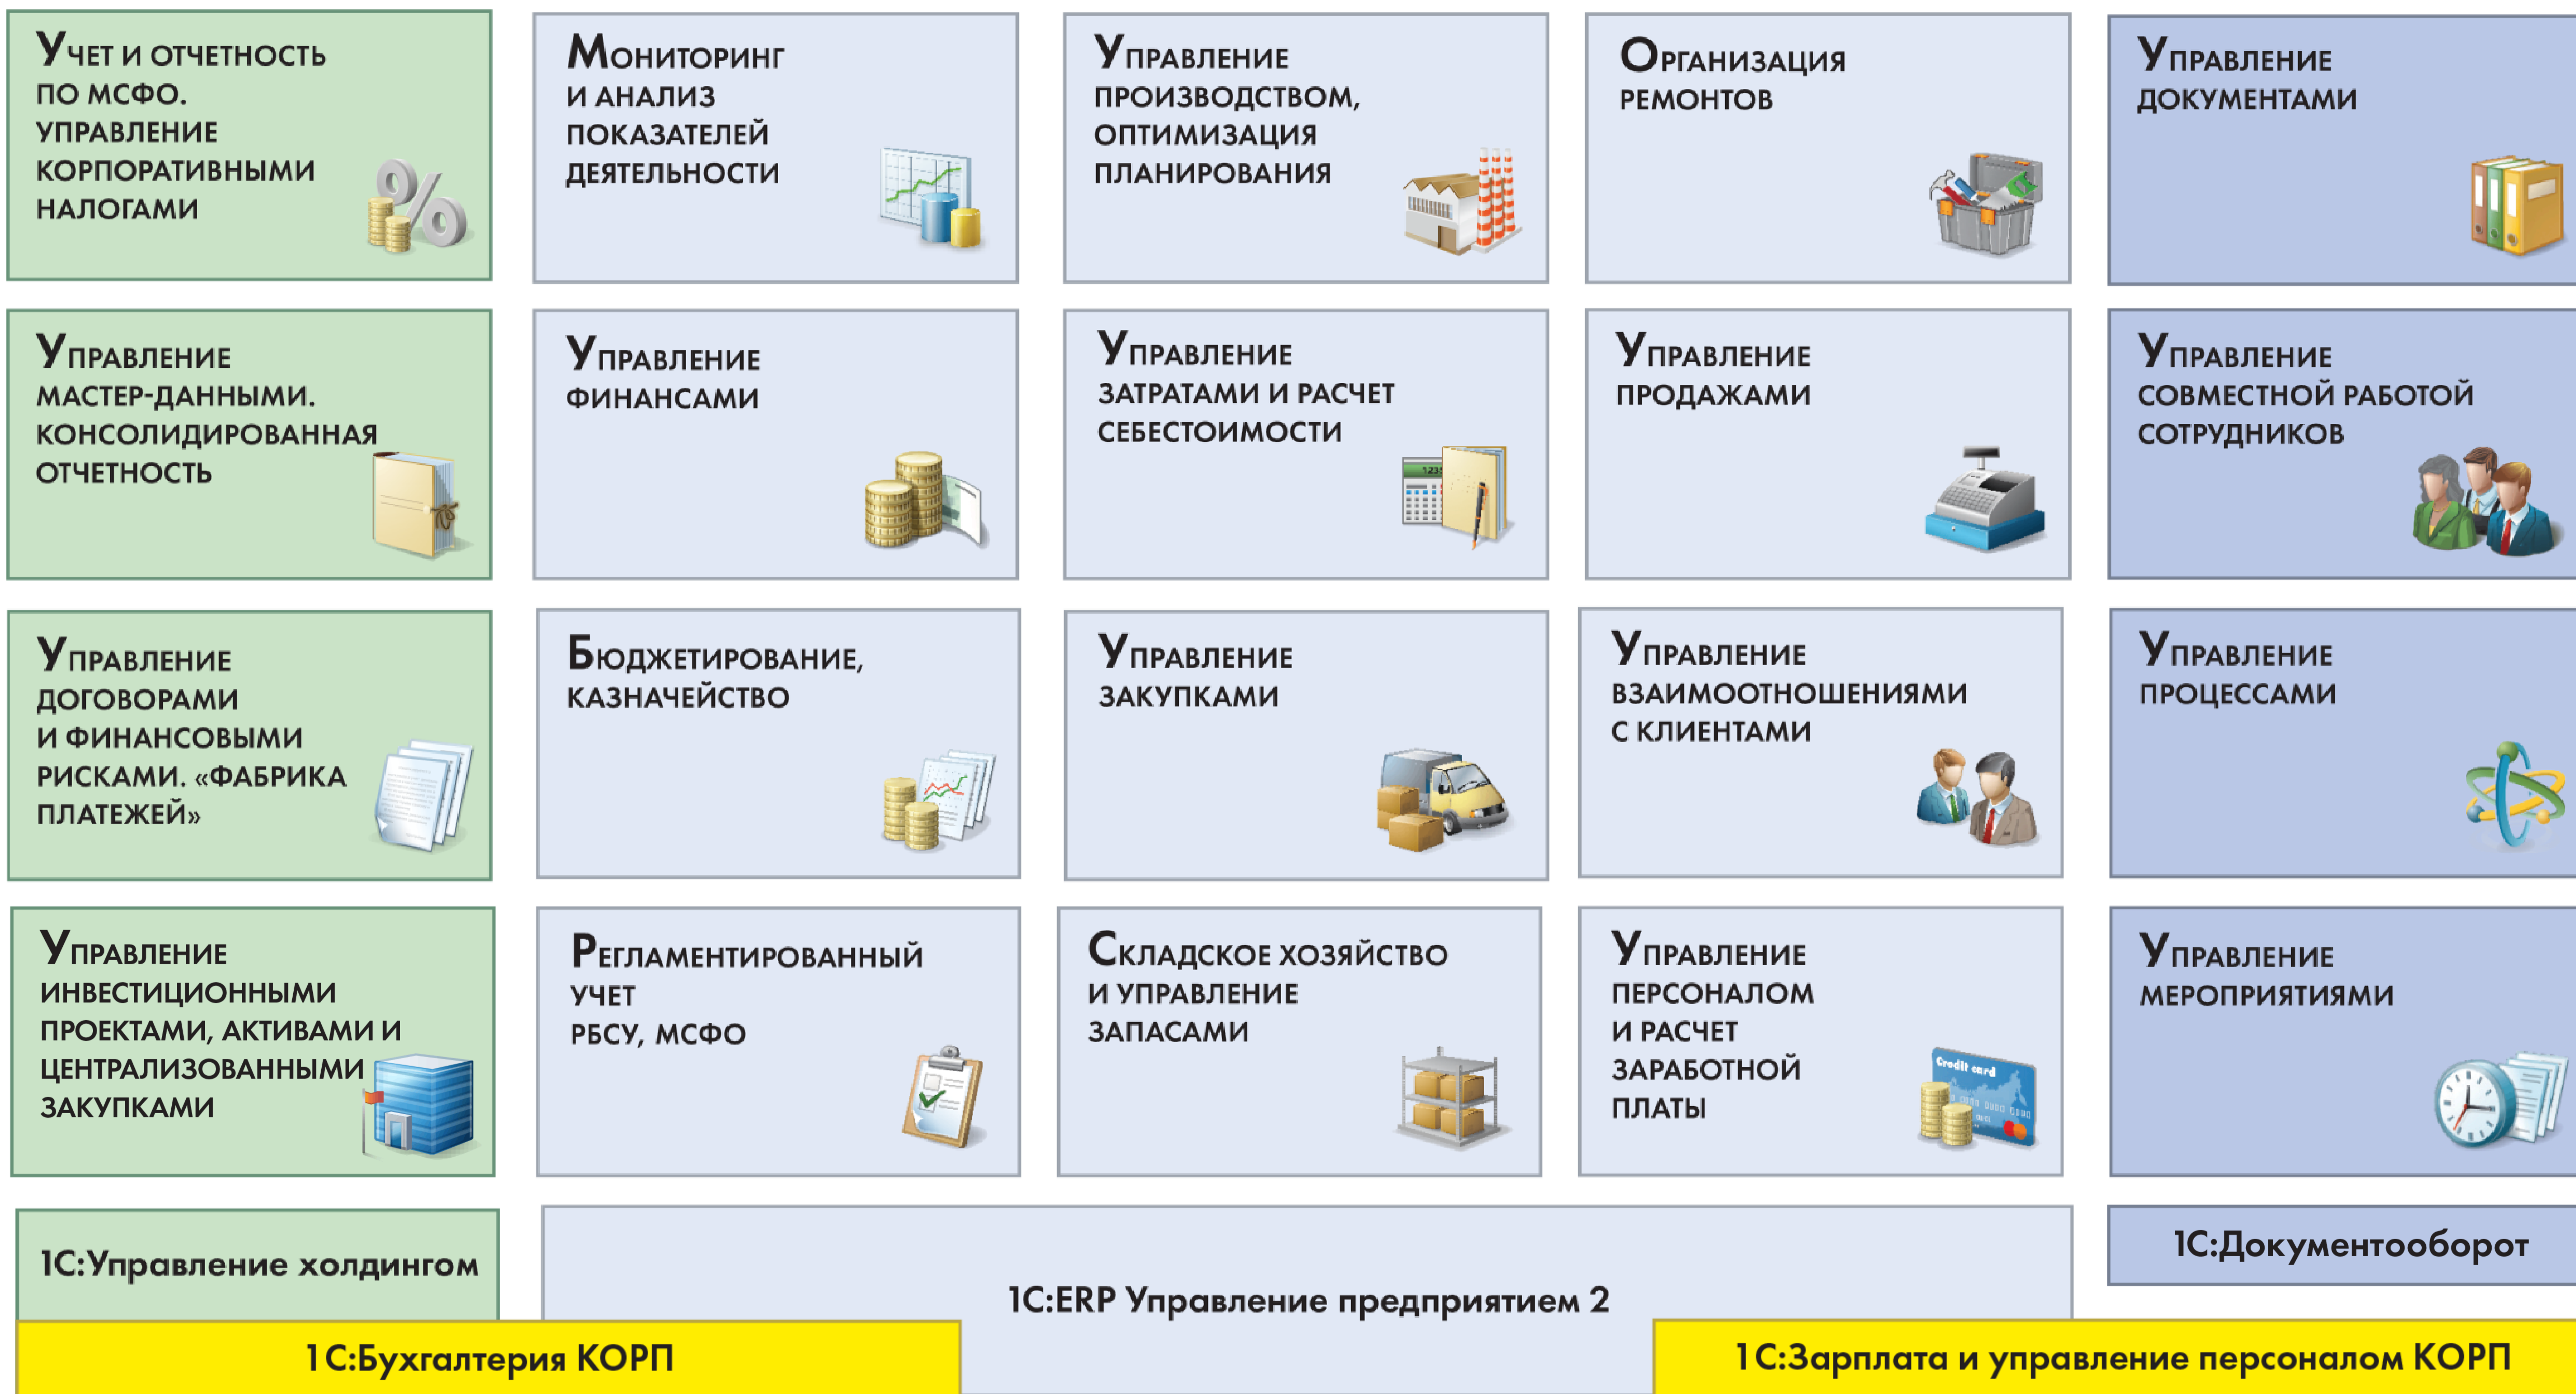 Учет и отчетность
по МСФО.
управление
корпоративными
налогами
Мониторинг
и анализ
показателей
деятельности
Управление
производством,
оптимизация
планирования
Организация
ремонтов
Управление
документами
Управление
мастер-данными.
консолидированная
отчетность
Управление
финансами
Управление
затратами и расчет
себестоимости
1235
Управление
продажами
Управление
совместной работой
сотрудников
Управление
договорами
и финансовыми
рисками. «Фабрика
платежей»
Бюджетирование,
казначейство
Управление
закупками
Управление
взаимоотношениями
с клиентами
Управление
процессами
Управление
инвестиционными
проектами, активами и
централизованными
закупками
Регламентированный
учет
РБСУ, МСФО
Складское хозяйство
и управление
запасами
Управление
персоналом
и расчет
заработной
платы
Credit card
Управление
мероприятиями
1С:Управление холдингом
1С:ERP Управление предприятием 2
1С:Документооборот
1С:Бухгалтерия КОРП
1С:Зарплата и управление персоналом КОРП